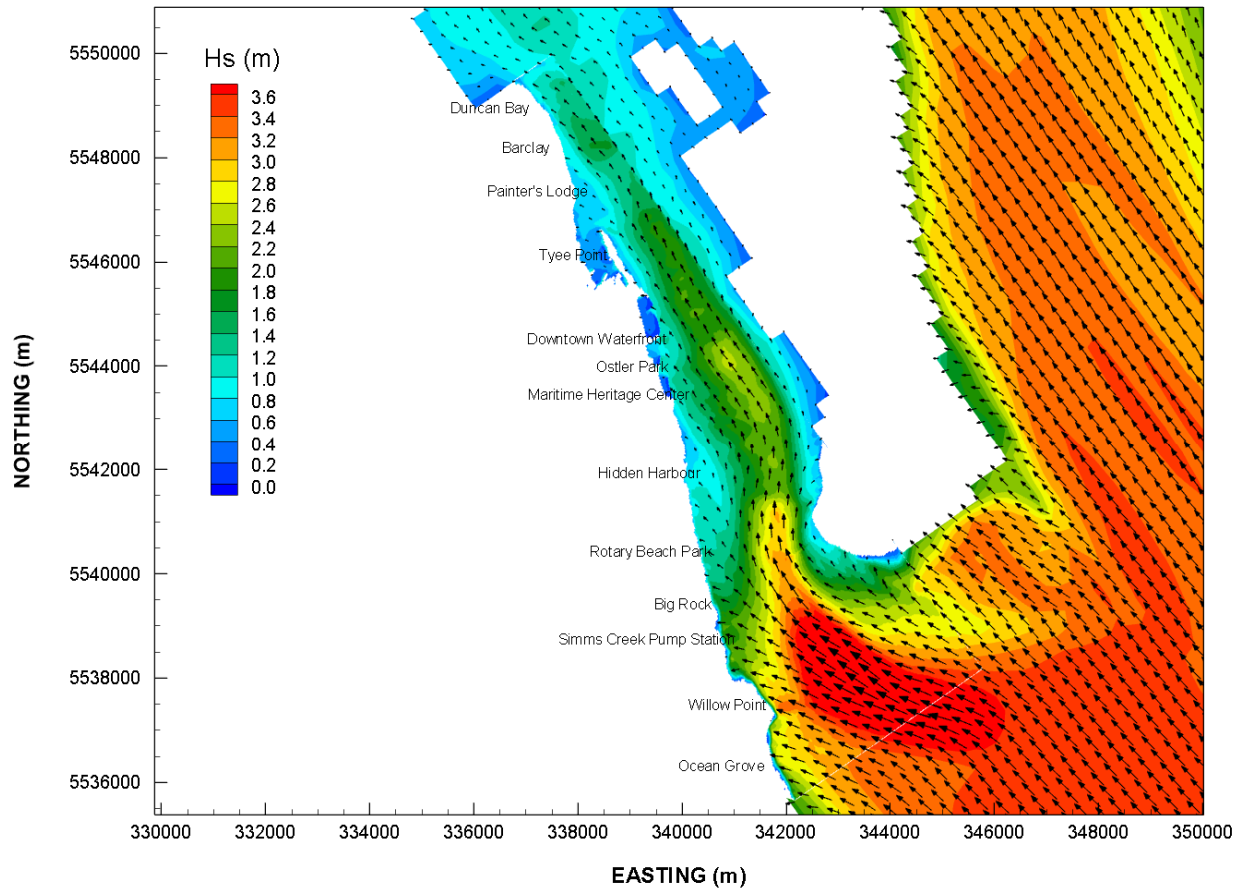 5550000
Hs (m)
3.6
3.4
3.2
3.0
2.8
2.6
2.4
2.2
2.0
1.8
1.6
1.4
1.2
1.0
0.8
0.6
0.4
0.2
0.0
Duncan Bay
5548000
Barclay
Painter's Lodge
5546000
Tyee Point
Downtown Waterfront
5544000
Ostler Park
Maritime Heritage Center
NORTHING (m)
5542000
Hidden Harbour
Rotary Beach Park
5540000
Big Rock
Simms Creek Pump Station
5538000
Willow Point
Ocean Grove
5536000
330000 332000 334000 336000 338000 340000 342000 344000 346000 348000 350000
EASTING (m)